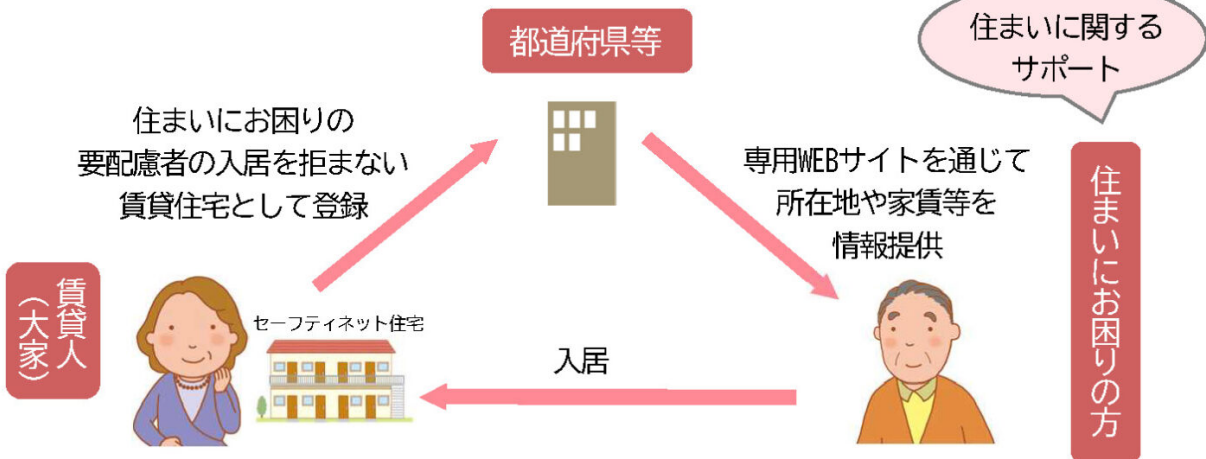 都道府県等
住まいに関する
サポート
住まいにお困りの
要配慮者の入居を拒まない
賃貸住宅として登録
専用WEBサイトを通じて
所在地や家賃等を
情報提供
住まいにお困りの方
賃貸人
（大家）
セーフティネット住宅
入居